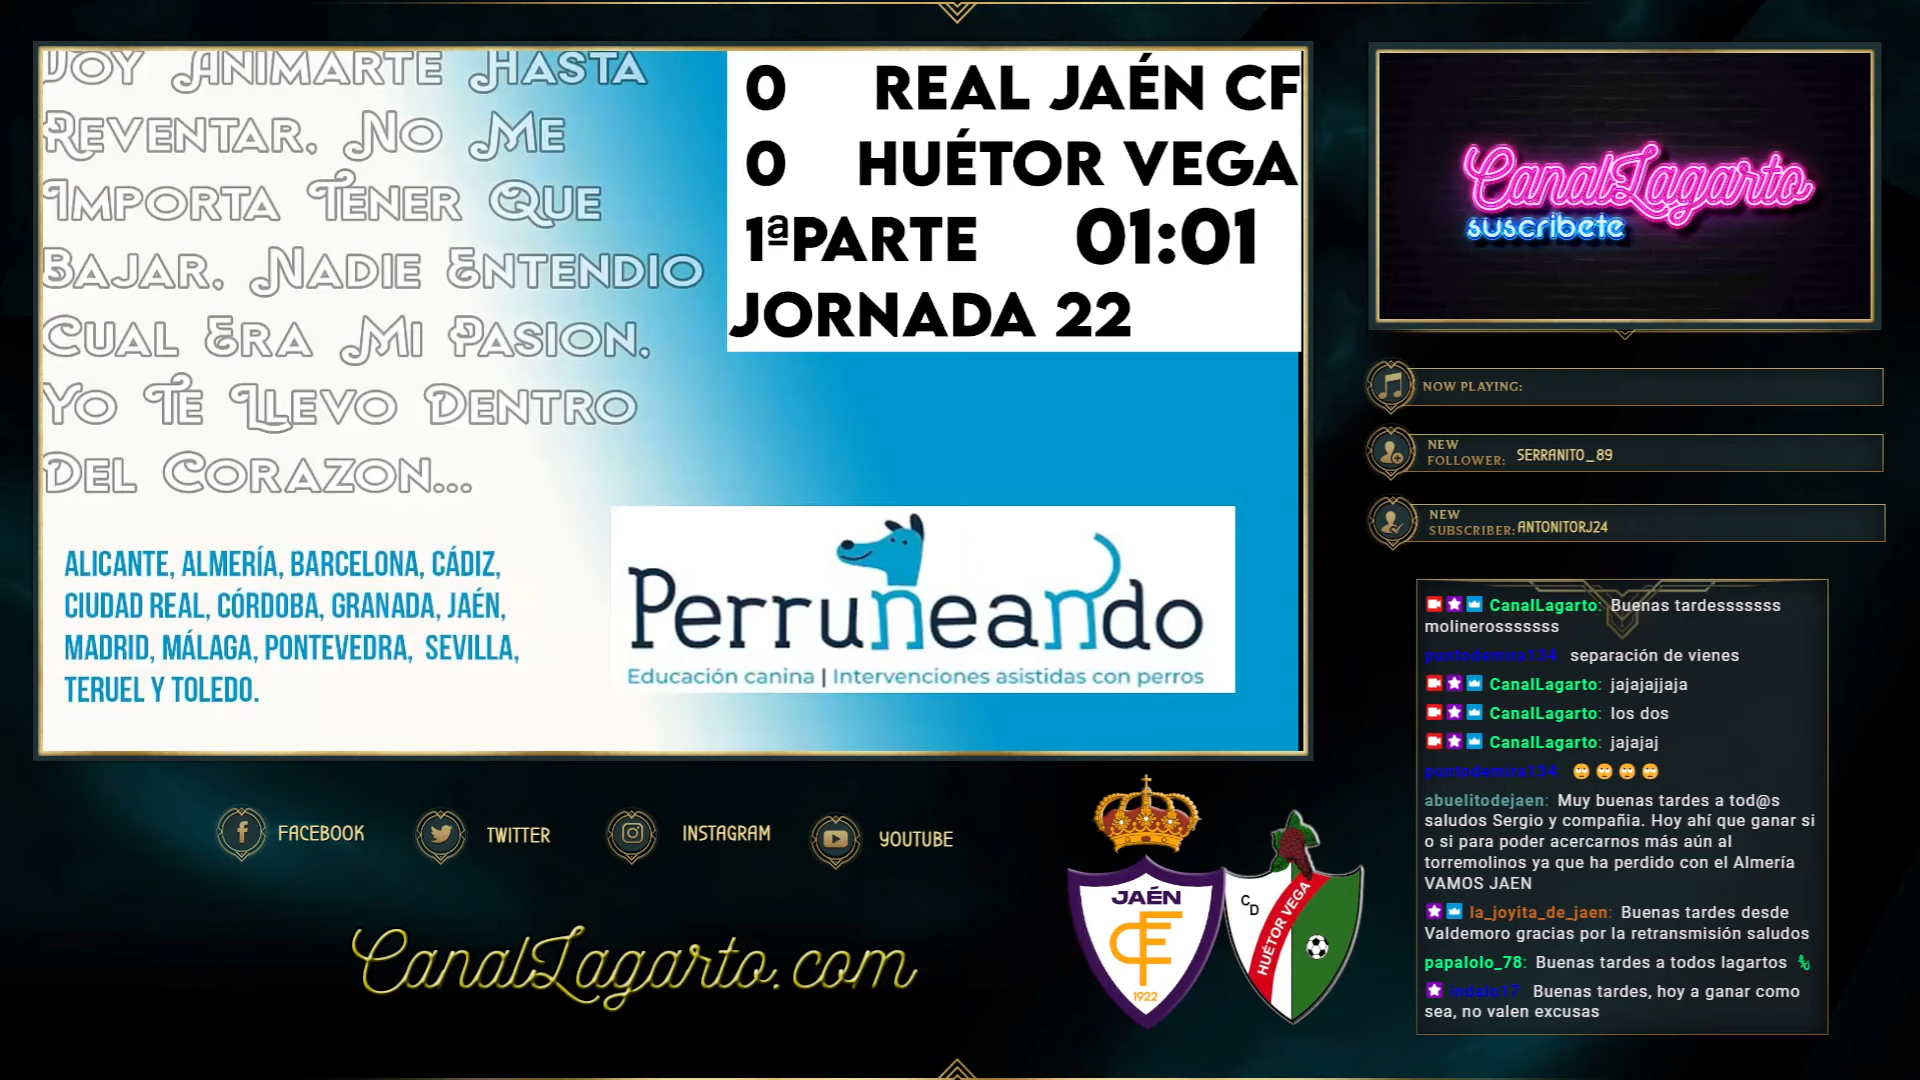 Voy Animarte Hasta
Reventar. No Me
Importa Tener Que
Bajar. Nadie Entendio
Cual Era Mi Pasion.
Yo Te Llevo Dentro
Del Corazon...
ALICANTE, ALMERÍA, BARCELONA, CÁDIZ,
CIUDAD REAL, CÓRDOBA, GRANADA, JAÉN,
MADRID, MÁLAGA, PONTEVEDRA, SEVILLA,
TERUEL Y TOLEDO.
0 REAL JAÉN CF
0 HUÉTOR VEGA
1ªPARTE 01:01
JORNADA 22
Perruneando
Educación canina | Intervenciones asistidas con perros
CanalLagarto
suscribete
NOW PLAYING:
NEW
FOLLOWER: SERRANITO_89
NEW
SUBSCRIBER: ANTONITORJ24
CanalLagarto: Buenas tardesssssss
molinerosssssss
puntodemira134: separación de vienes
CanalLagarto: jajajajjaja
CanalLagarto: los dos
CanalLagarto: jajajaj
puntodemira134: 🙄 🙄 🙄 🙄
abuelitodejaen: Muy buenas tardes a tod@s
saludos Sergio y compañia. Hoy ahí que ganar si
o si para poder acercarnos más aún al
torremolinos ya que ha perdido con el Almería
VAMOS JAEN
la_joyita_de_jaen: Buenas tardes desde
Valdemoro gracias por la retransmisión saludos
papalolo_78: Buenas tardes a todos lagartos
indalo17: Buenas tardes, hoy a ganar como
sea, no valen excusas
FACEBOOK
TWITTER
INSTAGRAM
YOUTUBE
CanalLagarto.com
JAÉN
CF
1922
CD
HUÉTOR VEGA